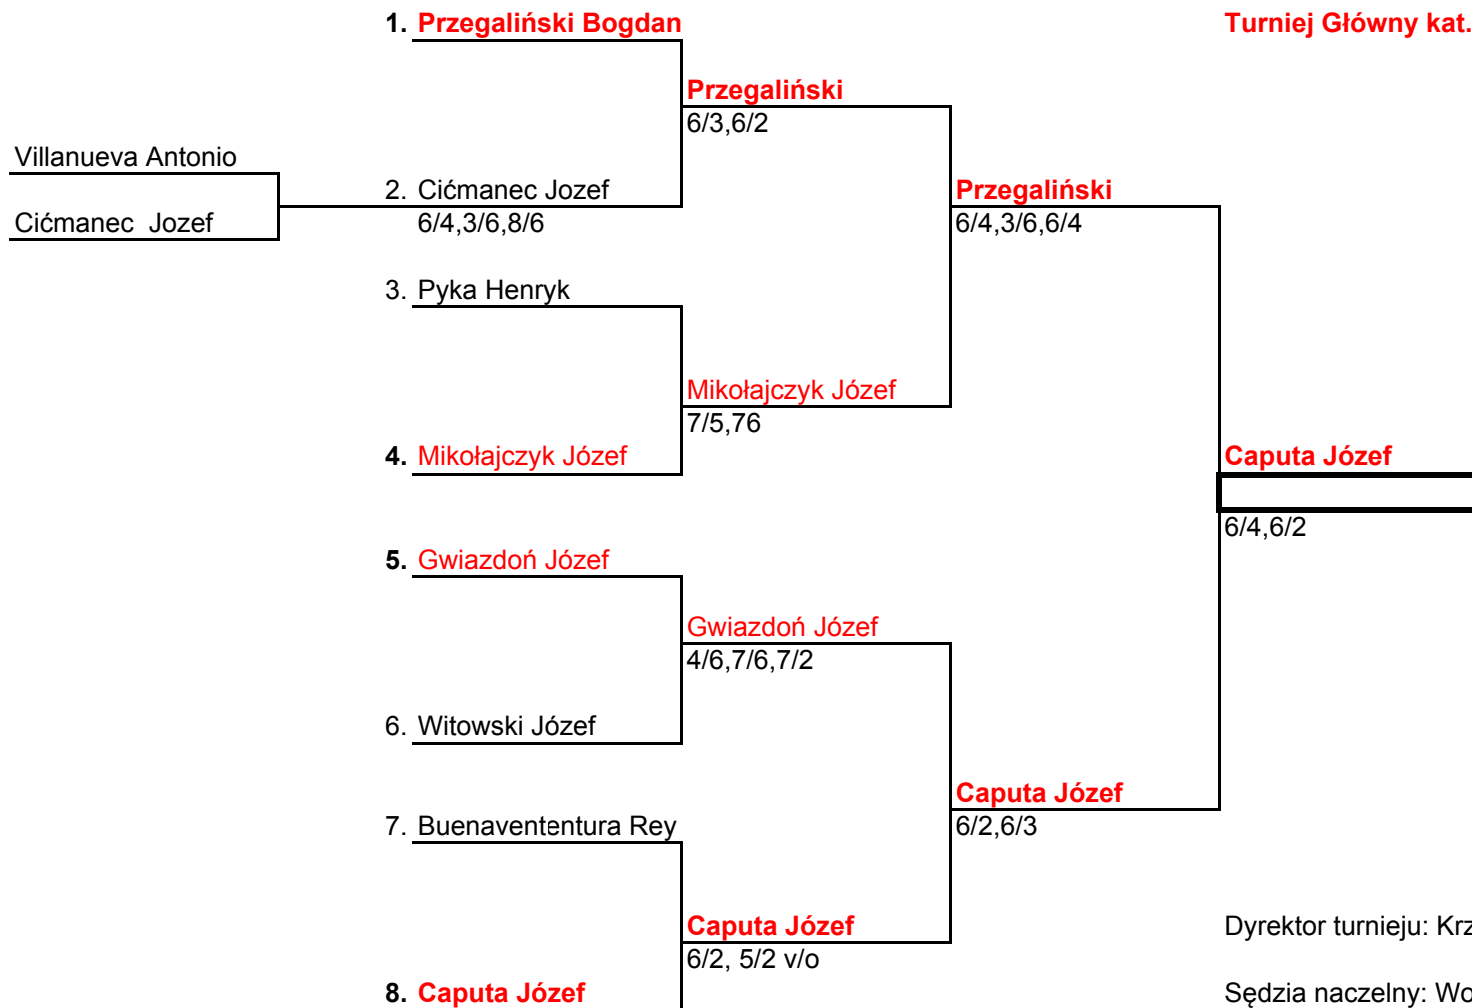 1. Przegaliński Bogdan
Turniej Główny kat.
Przegaliński
6/3,6/2
Villanueva Antonio
2. Cićmanec Jozef
6/4,3/6,8/6
Cićmanec  Jozef
Przegaliński
6/4,3/6,6/4
3. Pyka Henryk
Mikołajczyk Józef
7/5,76
4. Mikołajczyk Józef
Caputa Józef
6/4,6/2
5. Gwiazdoń Józef
Gwiazdoń Józef
4/6,7/6,7/2
6. Witowski Józef
Caputa Józef
6/2,6/3
7. Buenavententura Rey
Caputa Józef
6/2, 5/2 v/o
Dyrektor turnieju: Krz
8. Caputa Józef
Sędzia naczelny: Wo